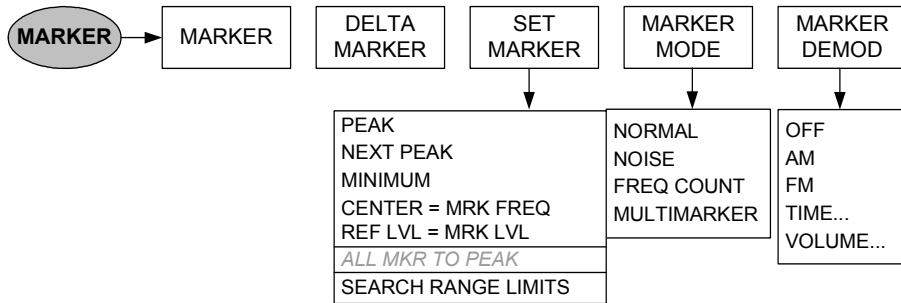 MARKER
MARKER
DELTA
MARKER
SET
MARKER
MARKER
MODE
MARKER
DEMOD
PEAK
NEXT PEAK
MINIMUM
CENTER = MRK FREQ
REF LVL = MRK LVL
ALL MKR TO PEAK
SEARCH RANGE LIMITS
NORMAL
NOISE
FREQ COUNT
MULTIMARKER
OFF
AM
FM
TIME...
VOLUME...